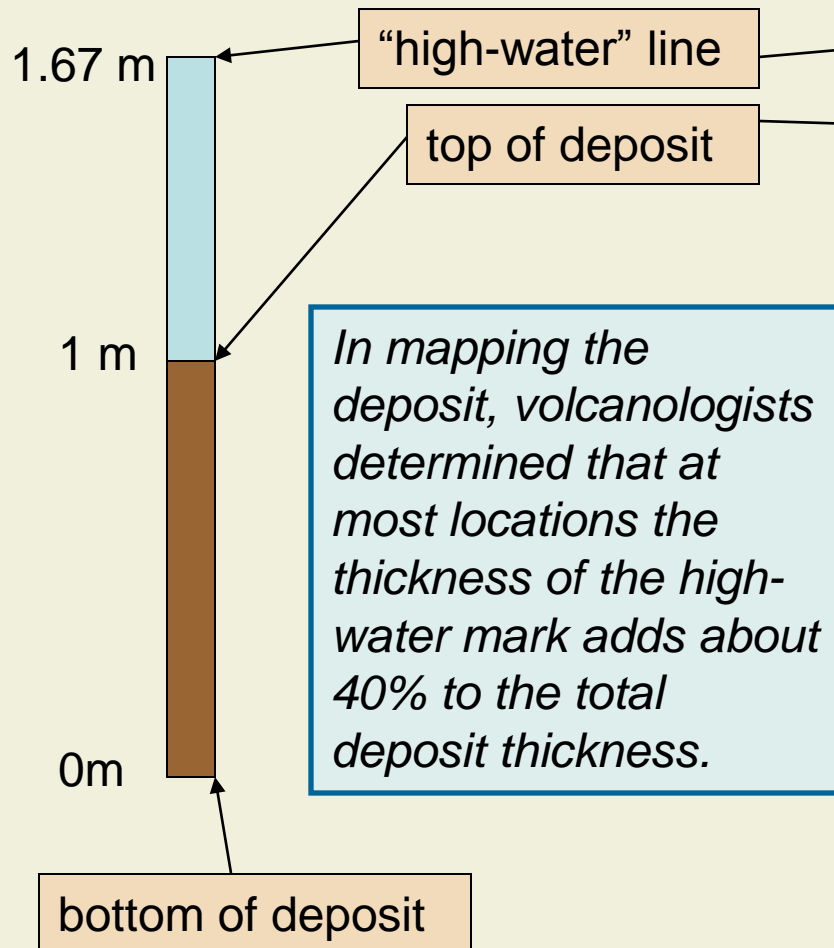 1.67 m
“high-water” line
top of deposit
1 m
In mapping the
deposit, volcanologists
determined that at
most locations the
thickness of the high-
water mark adds about
40% to the total
deposit thickness.
0m
bottom of deposit